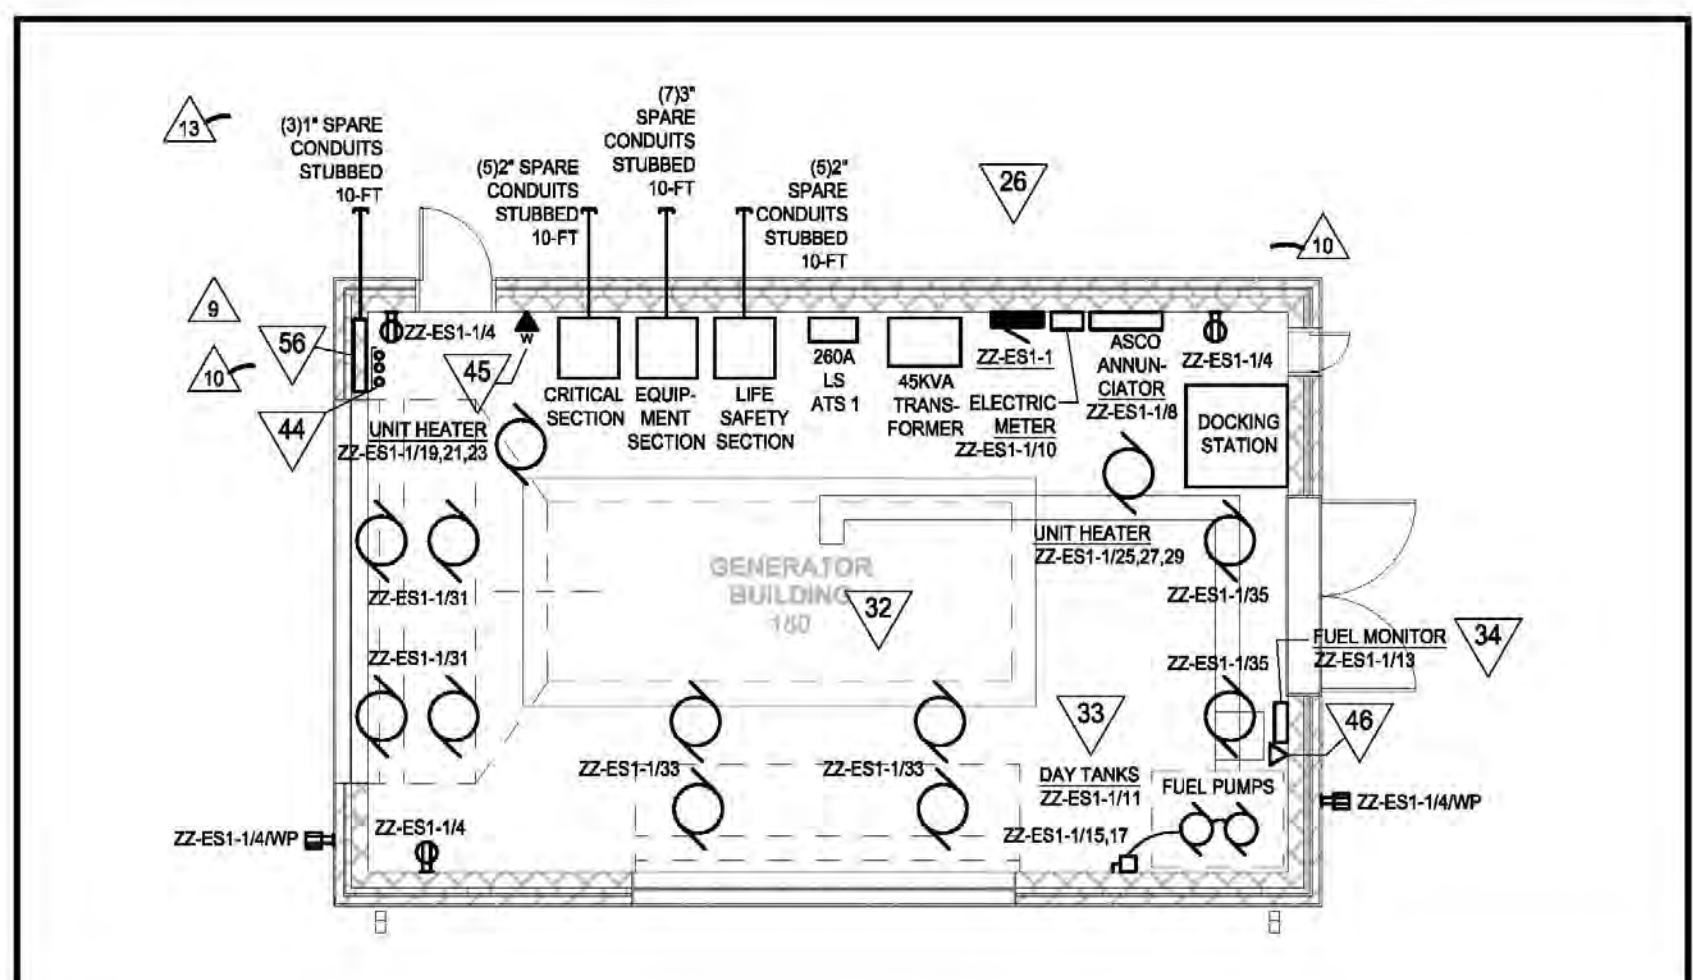 13
(3)1" SPARE
CONDUITS
STUBBED
10-FT
(5)2" SPARE
CONDUITS
STUBBED
10-FT
(7)3"
SPARE
CONDUITS
STUBBED
10-FT
(5)2"
SPARE
CONDUITS
STUBBED
10-FT
26
10
9
10
56
44
ZZ-ES1-1/4
W
45
UNIT HEATER
ZZ-ES1-1/19,21,23
CRITICAL
SECTION
EQUIP-
MENT
SECTION
LIFE
SAFETY
SECTION
260A
LS
ATS 1
45KVA
TRANS-
FORMER
ZZ-ES1-1
ELECTRIC
METER
ZZ-ES1-1/10
ASCO
ANNUN-
CIATOR
ZZ-ES1-1/8
ZZ-ES1-1/4
DOCKING
STATION
UNIT HEATER
ZZ-ES1-1/25,27,29
GENERATOR
BUILDING
180
32
ZZ-ES1-1/31
ZZ-ES1-1/35
ZZ-ES1-1/31
ZZ-ES1-1/35
FUEL MONITOR
ZZ-ES1-1/13
34
33
46
ZZ-ES1-1/33
ZZ-ES1-1/33
DAY TANKS
ZZ-ES1-1/11
FUEL PUMPS
ZZ-ES1-1/4/WP
ZZ-ES1-1/15,17
ZZ-ES1-1/4
ZZ-ES1-1/4/WP